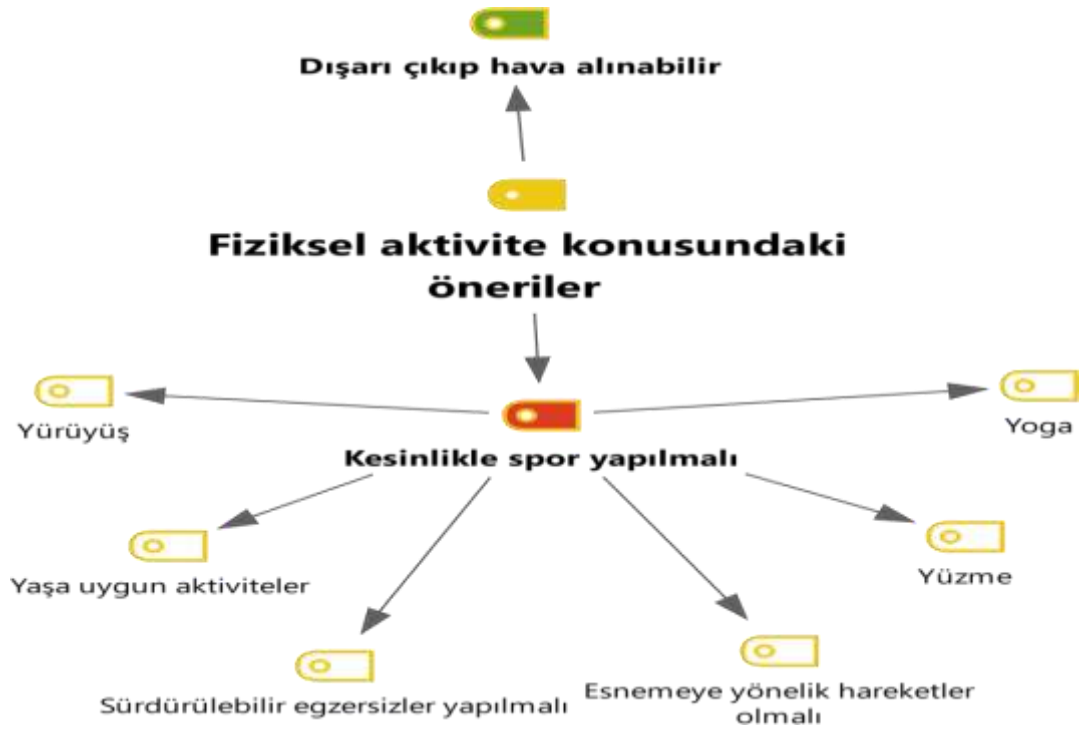 Dışarı çıkıp hava alınabilir
Fiziksel aktivite konusundaki
öneriler
Yürüyüş
Yoga
Kesinlikle spor yapılmalı
Yaşa uygun aktiviteler
Yüzme
Sürdürülebilir egzersizler yapılmalı
Esnemeye yönelik hareketler
olmalı